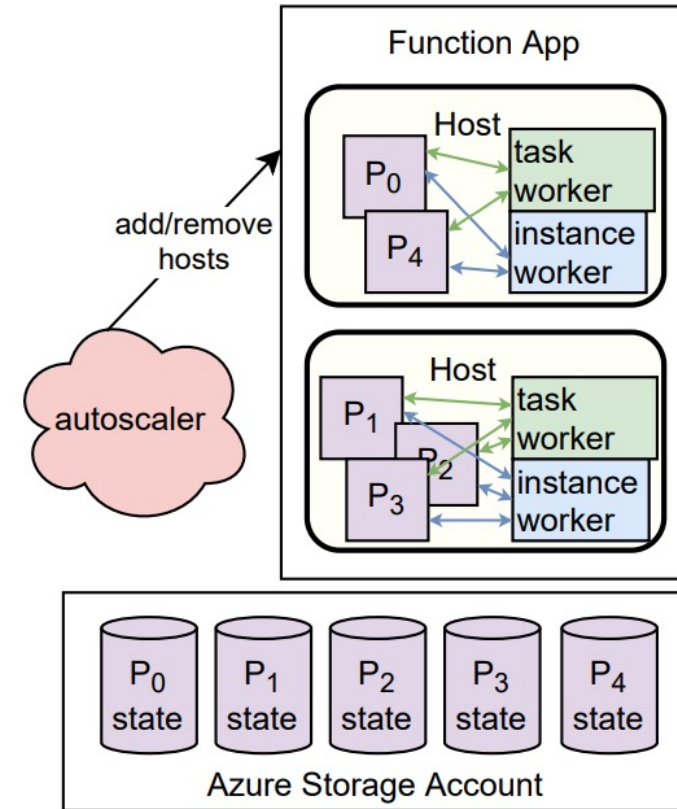 Function App
Host
P0
P4
task
worker
instance
worker
add/remove
hosts
autoscaler
Host
P1
P2
P3
task
worker
instance
worker
P0
state
P1
state
P2
state
P3
state
P4
state
Azure Storage Account